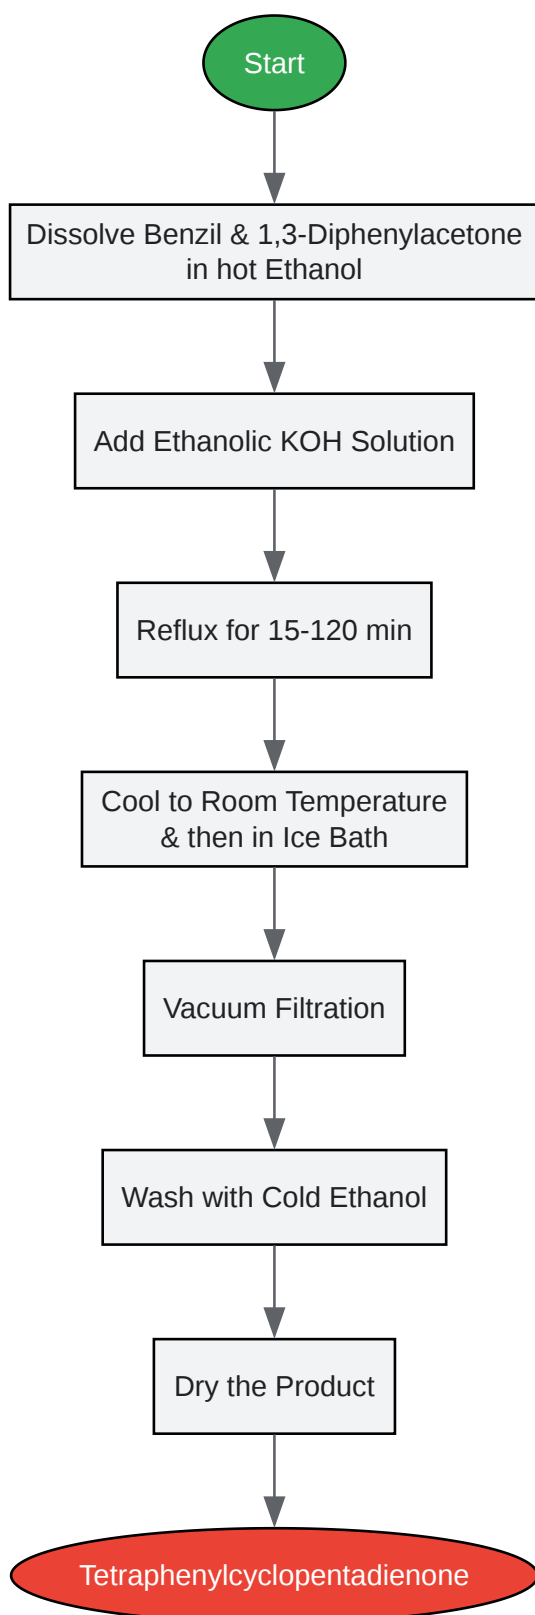 Start
Dissolve Benzil & 1,3-Diphenylacetone
in hot Ethanol
Add Ethanolic KOH Solution
Reflux for 15-120 min
Cool to Room Temperature
& then in Ice Bath
Vacuum Filtration
Wash with Cold Ethanol
Dry the Product
Tetraphenylcyclopentadienone